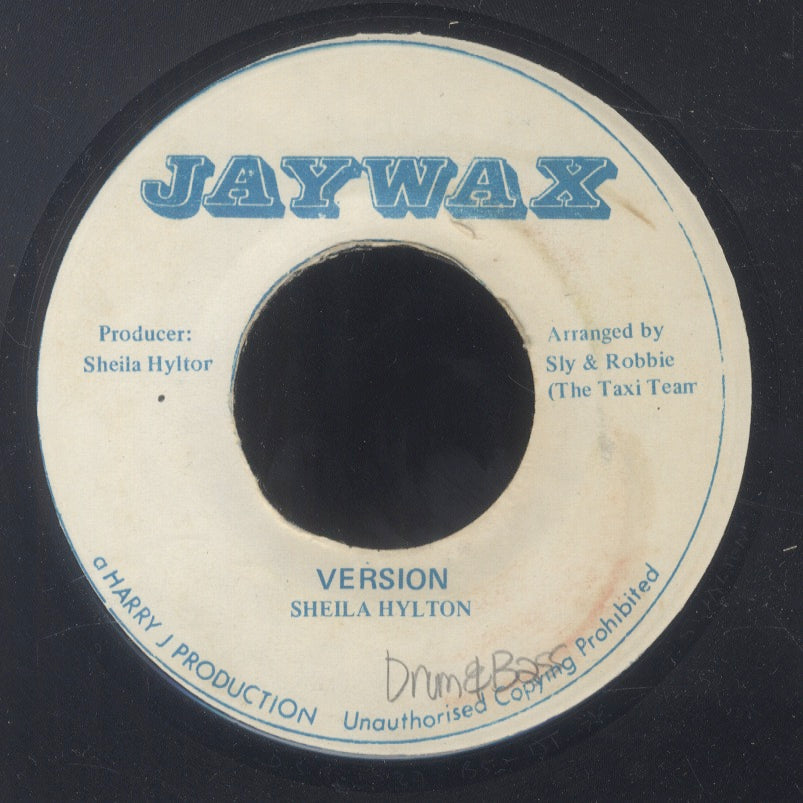 JAYWAX
Producer:
Sheila Hyltor
Arranged by
Sly & Robbie
(The Taxi Team
VERSION
SHEILA HYLTON
Drum & Bass
a HARRY J PRODUCTION
Unauthorised Copying Prohibited